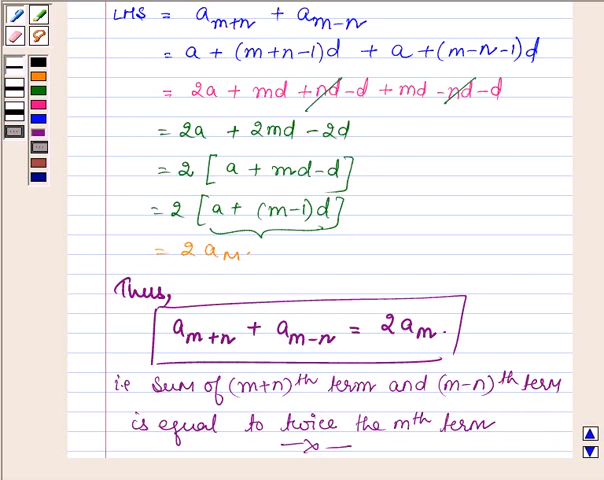 LHS = a_{m+n} + a_{m-n}
= a + (m+n-1)d + a + (m-n-1)d
= 2a + md + nd - d + md - nd - d
= 2a + 2md - 2d
= 2 [ a + md - d ]
= 2 [ a + (m-1)d ]
= 2 a_m.
Thus,
a_{m+n} + a_{m-n} = 2a_m.
i.e sum of (m+n)th term and (m-n)th term
is equal to twice the mth term